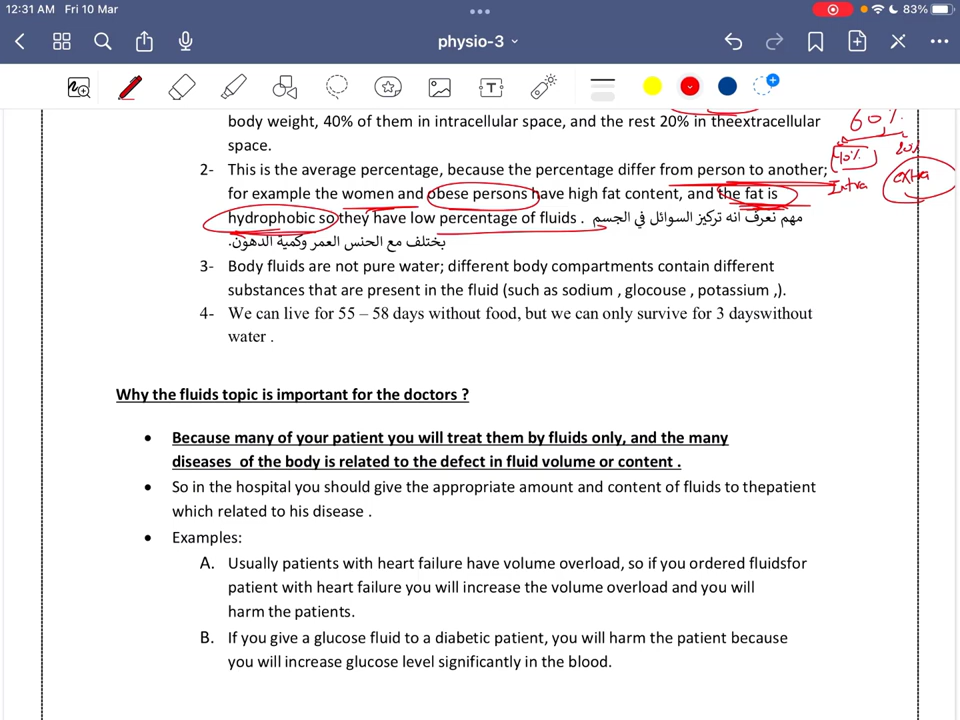 12:31 AM Fri 10 Mar
83%
physio-3
body weight, 40% of them in intracellular space, and the rest 20% in theextracellular
space.
60%
40%
20%
Intra
extra
2- This is the average percentage, because the percentage differ from person to another;
for example the women and obese persons have high fat content, and the fat is
hydrophobic so they have low percentage of fluids . مهم نعرف انه تركيز السوائل في الجسم
بختلف مع الجنس العمر وكمية الدهون.
3- Body fluids are not pure water; different body compartments contain different
substances that are present in the fluid (such as sodium , glocouse , potassium ,).
4- We can live for 55 – 58 days without food, but we can only survive for 3 dayswithout
water .
Why the fluids topic is important for the doctors ?
• Because many of your patient you will treat them by fluids only, and the many
diseases of the body is related to the defect in fluid volume or content .
• So in the hospital you should give the appropriate amount and content of fluids to thepatient
which related to his disease .
• Examples:
A. Usually patients with heart failure have volume overload, so if you ordered fluidsfor
patient with heart failure you will increase the volume overload and you will
harm the patients.
B. If you give a glucose fluid to a diabetic patient, you will harm the patient because
you will increase glucose level significantly in the blood.